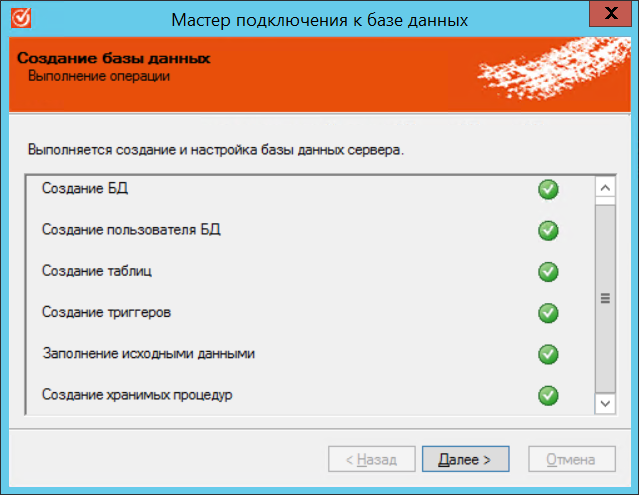 Мастер подключения к базе данных
Создание базы данных
Выполнение операции
Выполняется создание и настройка базы данных сервера.
Создание БД
Создание пользователя БД
Создание таблиц
Создание триггеров
Заполнение исходными данными
Создание хранимых процедур
< Назад
Далее >
Отмена